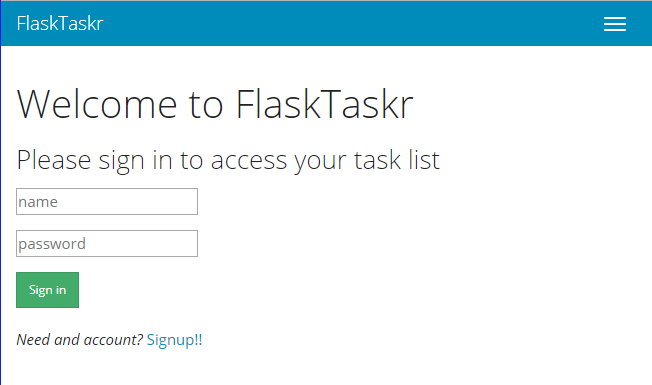 FlaskTaskr
Welcome to FlaskTaskr
Please sign in to access your task list
name
password
Sign in
Need and account? Signup!!